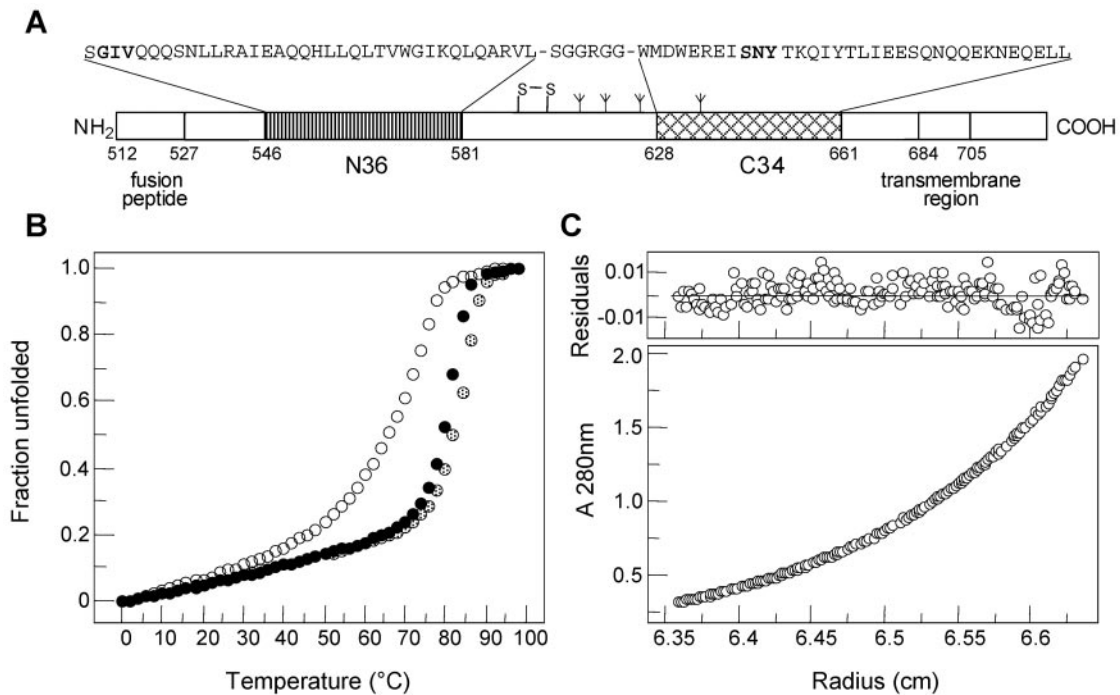 A
SGIVQQQSNLLRAIEAQQHLLQLTVWGIKQLQARVL-SGGRGG-WMDWEREISNYTKQIYTLIEESQNQQEKNEQELL
S-S
NH2 COOH
512 527 546 581 628 661 684 705
N36 C34
fusion peptide
transmembrane region
B
Fraction unfolded
1.0
0.8
0.6
0.4
0.2
0
0 10 20 30 40 50 60 70 80 90 100
Temperature (°C)
C
Residuals
0.01
-0.01
A 280nm
2.0
1.5
1.0
0.5
6.35 6.4 6.45 6.5 6.55 6.6
Radius (cm)